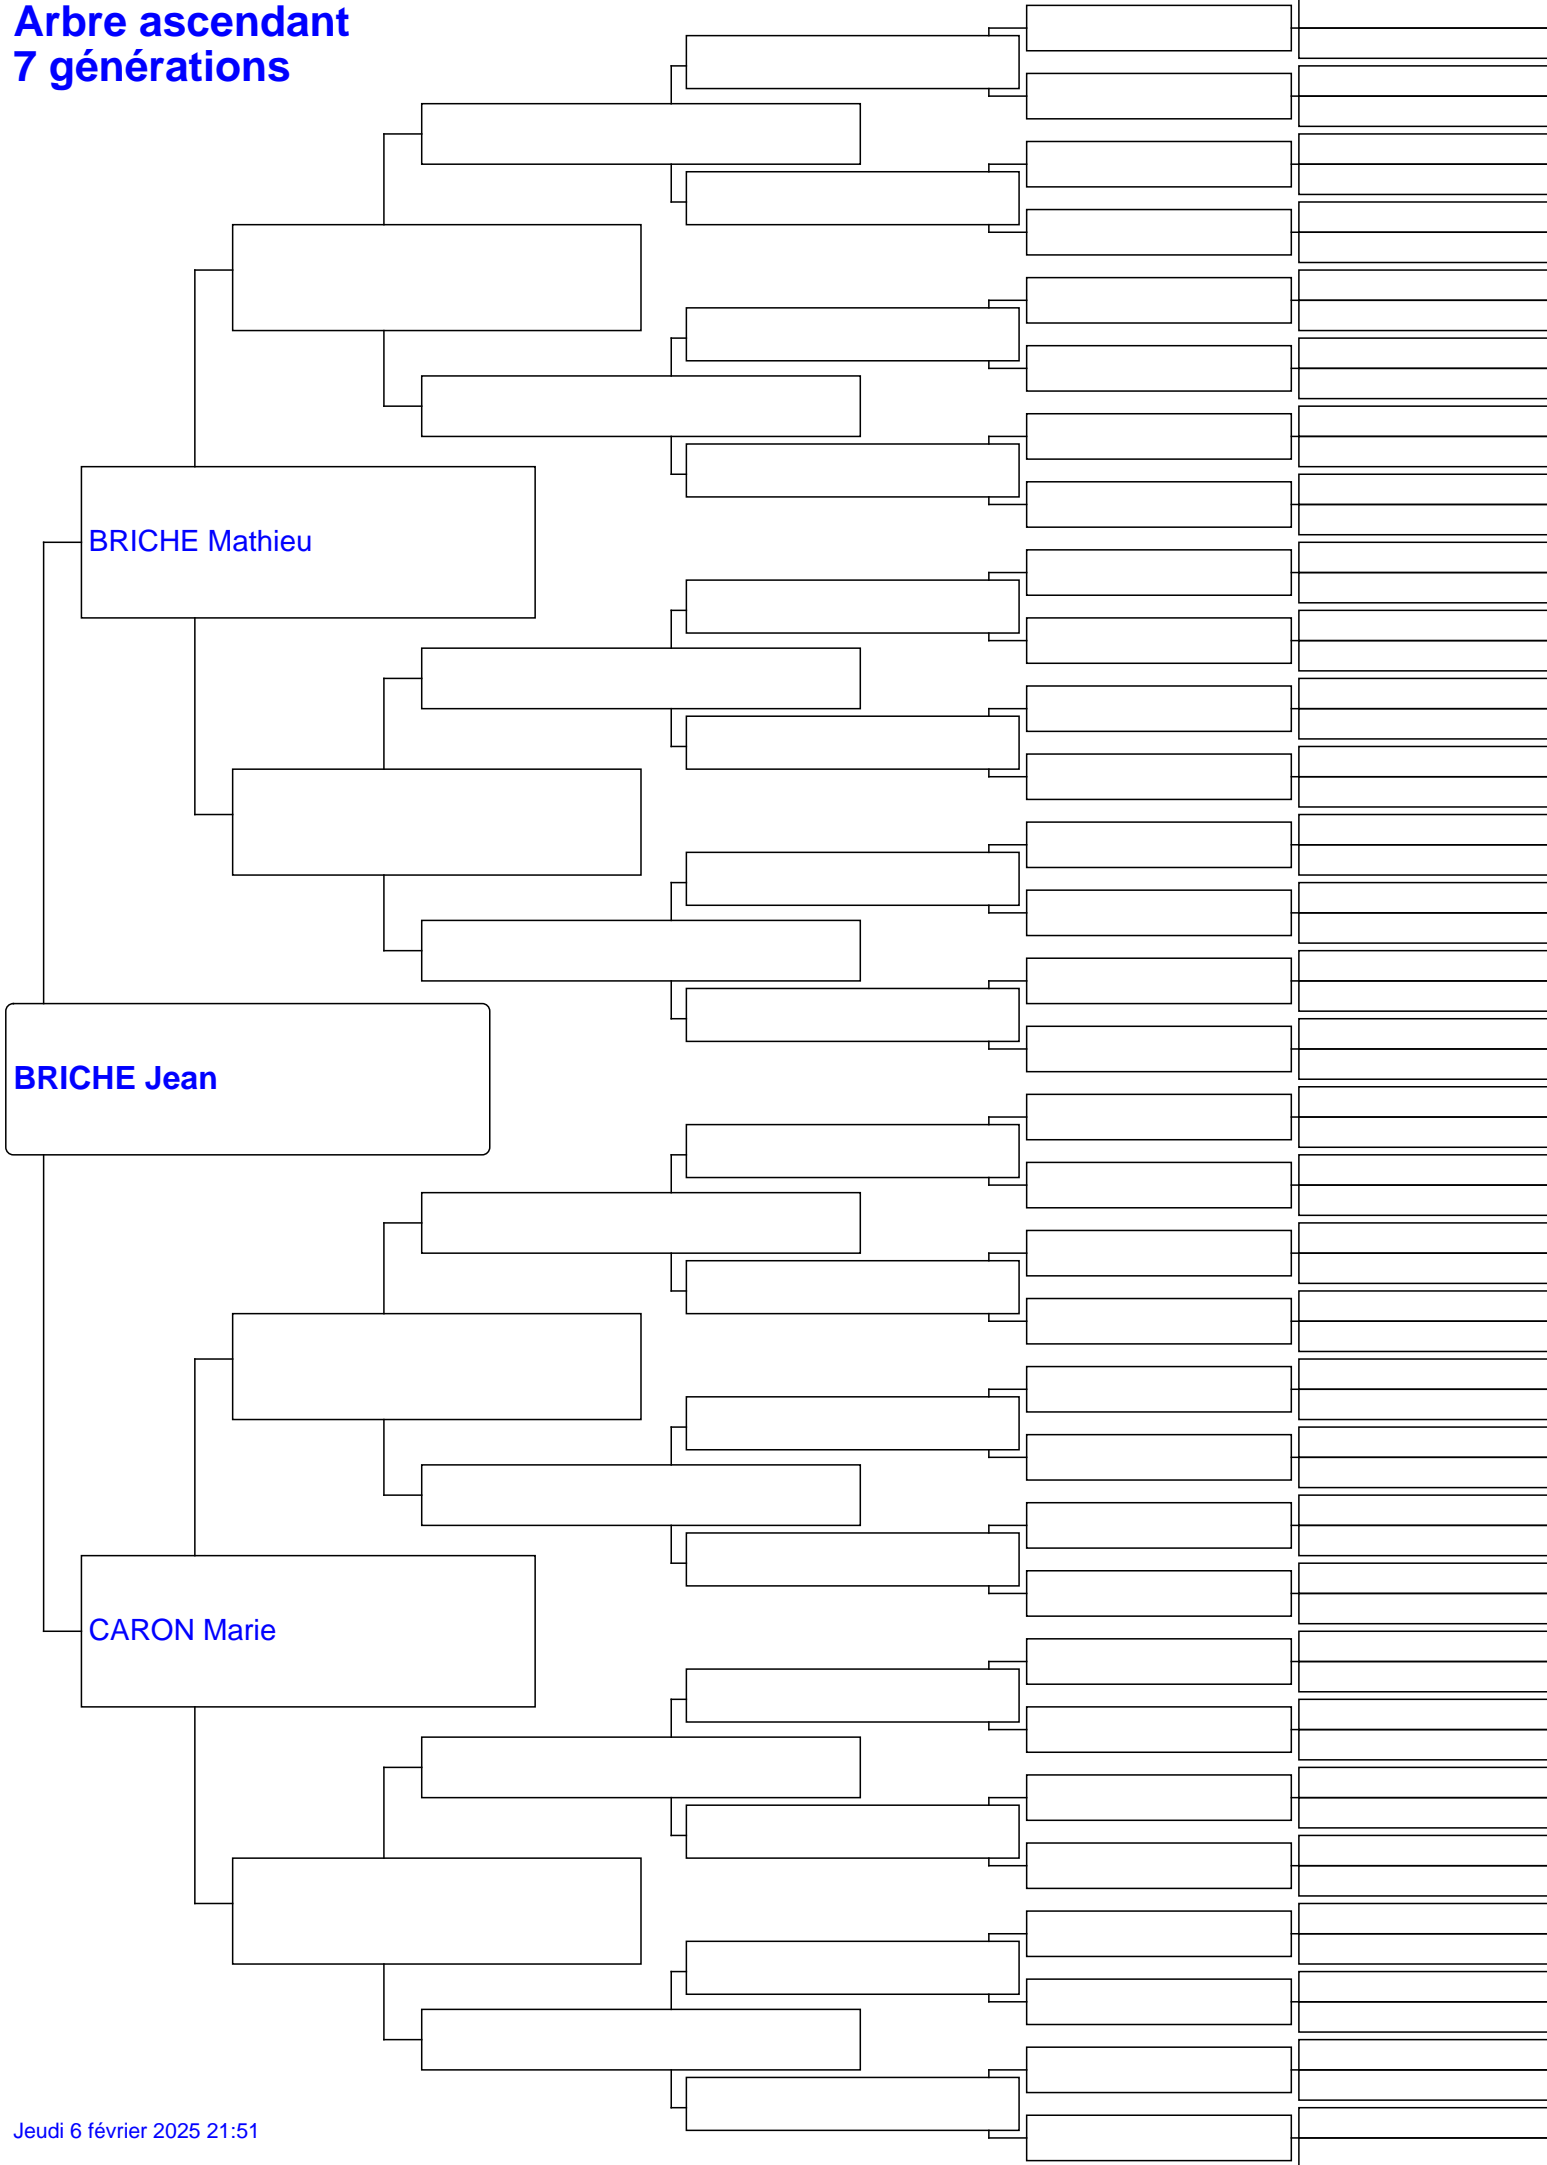 Arbre ascendant
7 générations
BRICHE Mathieu
BRICHE Jean
CARON Marie
Jeudi 6 février 2025 21:51